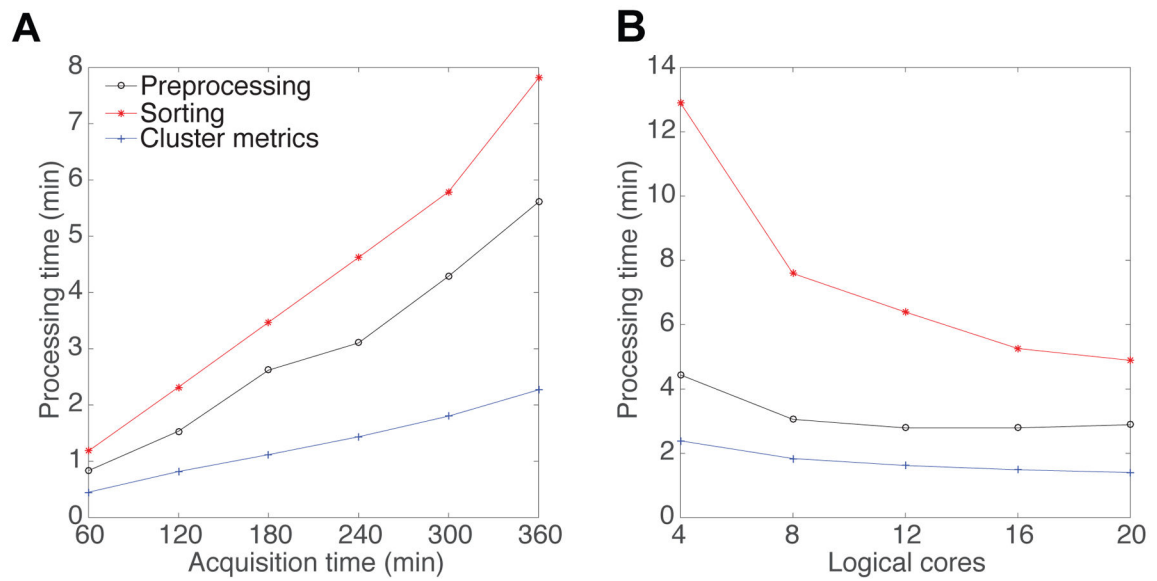 A
Processing time (min)
8
7
6
5
4
3
2
1
0
Preprocessing
Sorting
Cluster metrics
60 120 180 240 300 360
Acquisition time (min)
B
Processing time (min)
14
12
10
8
6
4
2
0
4 8 12 16 20
Logical cores